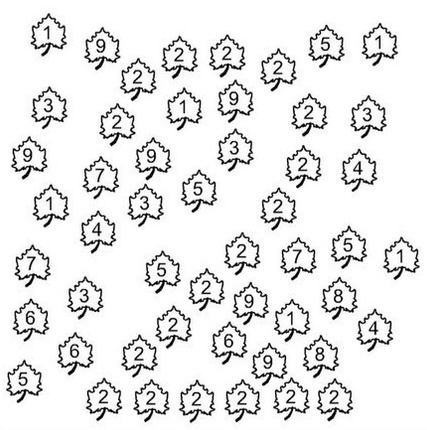 1 9 2 2 2 2 5 1
3 2 1 9 2 3
9 7 9 3 2 4
1 3 5 2
4
7 5 2 7 5 1
3 2 9 8
6 2 6 1 4
6 2 9 8
5 2 2 2 2 2 2